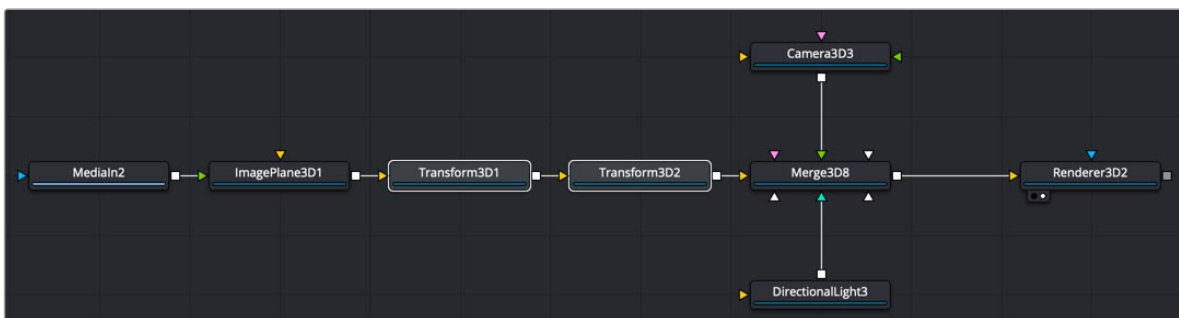 Camera3D3
MediaIn2
ImagePlane3D1
Transform3D1
Transform3D2
Merge3D8
Renderer3D2
DirectionalLight3